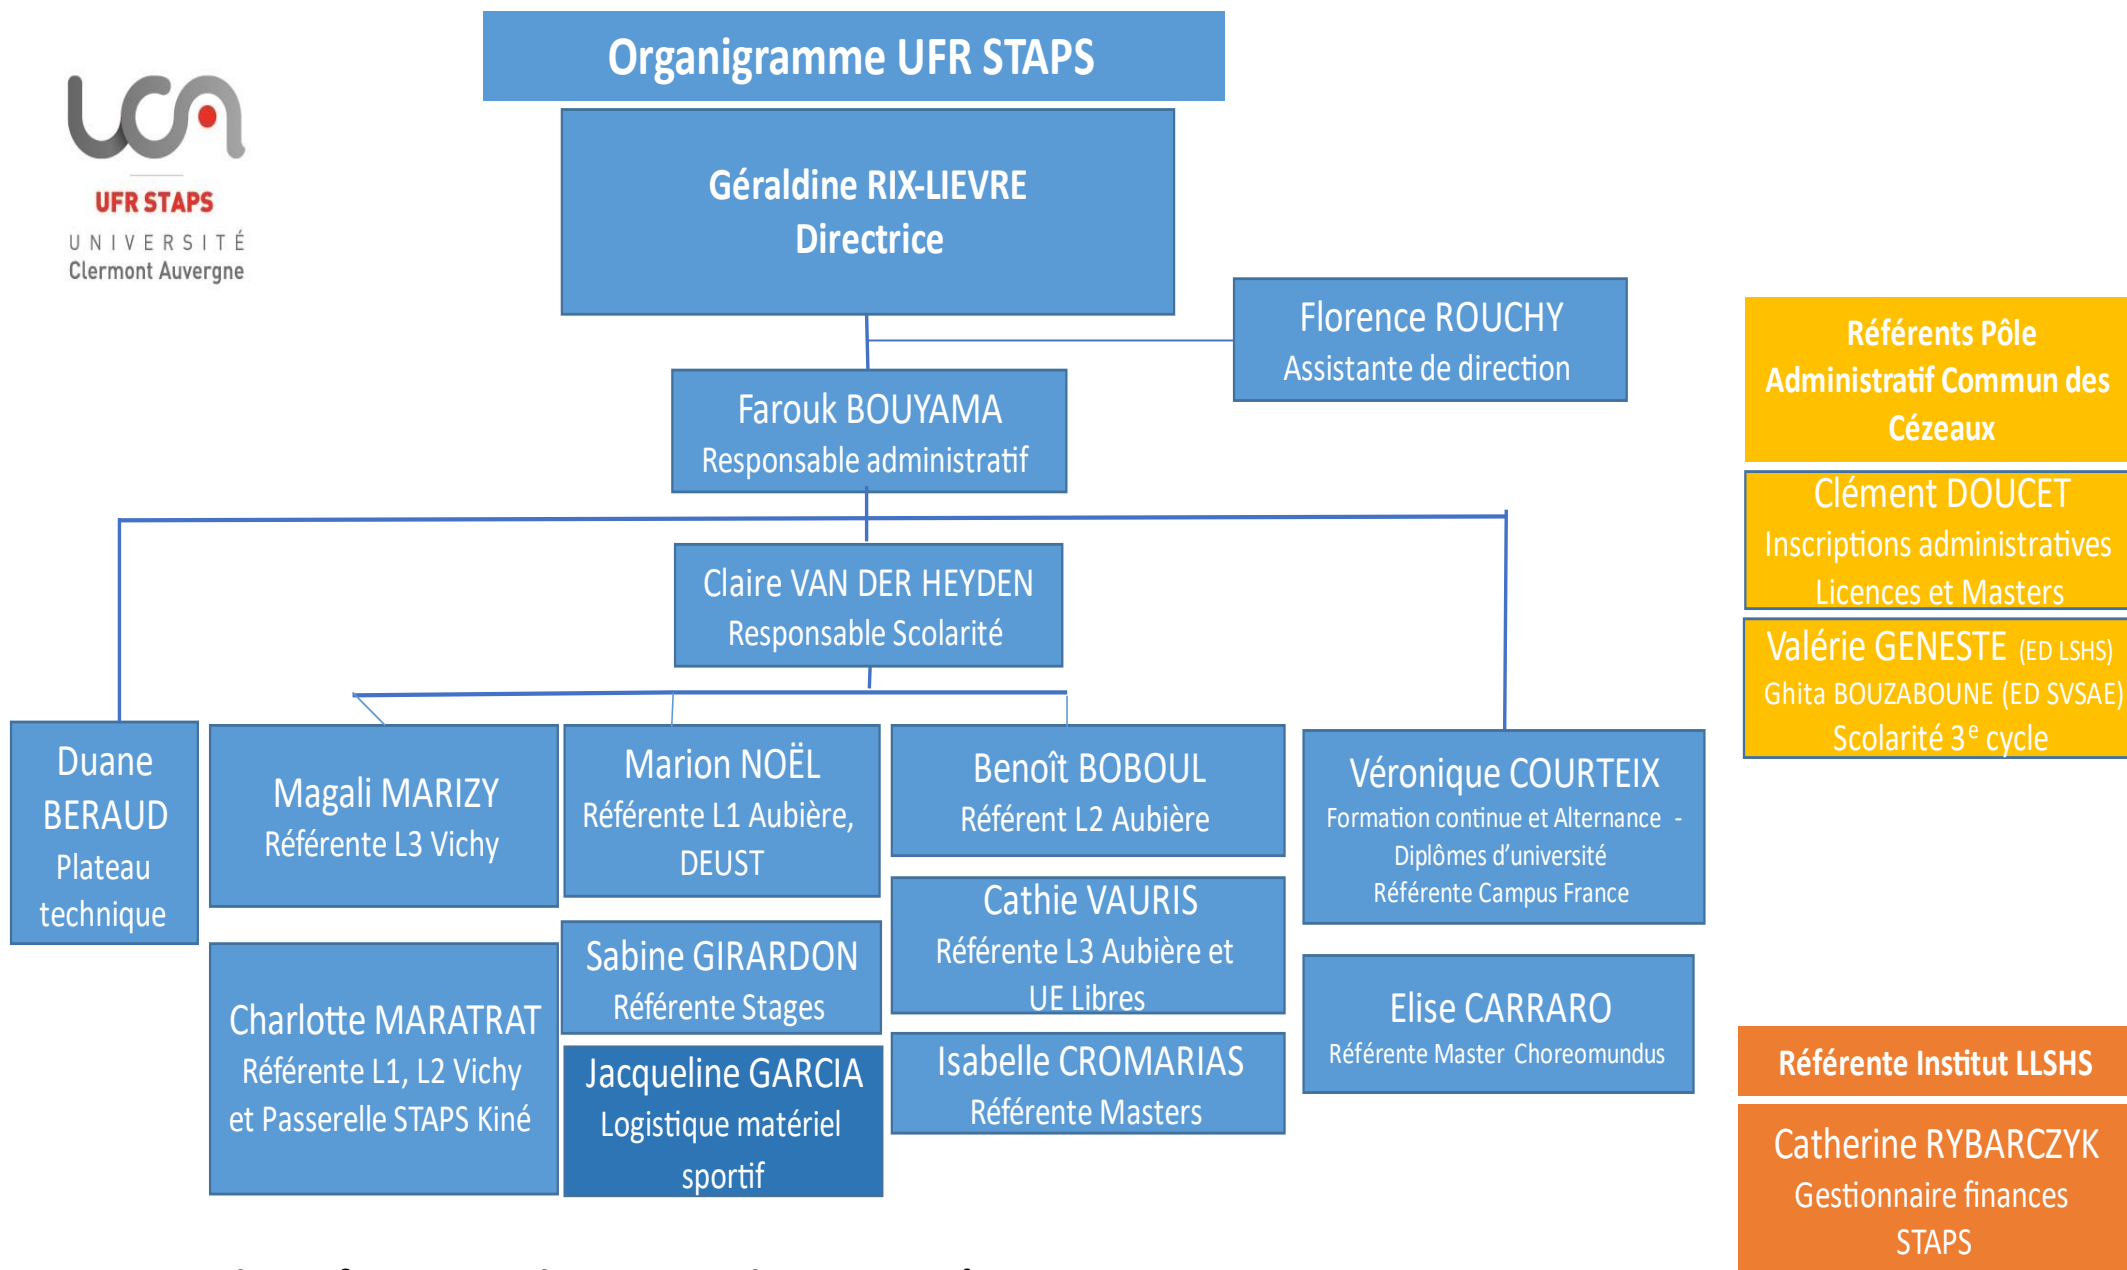 Organigramme UFR STAPS
UFR STAPS
UNIVERSITÉ
Clermont Auvergne
Géraldine RIX-LIEVRE
Directrice
Florence ROUCHY
Assistante de direction
Farouk BOUYAMA
Responsable administratif
Claire VAN DER HEYDEN
Responsable Scolarité
Duane
BERAUD
Plateau
technique
Magali MARIZY
Référente L3 Vichy
Charlotte MARATRAT
Référente L1, L2 Vichy
et Passerelle STAPS Kiné
Marion NOËL
Référente L1 Aubière,
DEUST
Sabine GIRARDON
Référente Stages
Jacqueline GARCIA
Logistique matériel
sportif
Benoît BOBOUL
Référent L2 Aubière
Cathie VAURIS
Référente L3 Aubière et
UE Libres
Isabelle CROMARIAS
Référente Masters
Véronique COURTEIX
Formation continue et Alternance -
Diplômes d'université
Référente Campus France
Elise CARRARO
Référente Master Choreomundus
Référents Pôle
Administratif Commun des
Cézeaux
Clément DOUCET
Inscriptions administratives
Licences et Masters
Valérie GENESTE (ED LSHS)
Ghita BOUZABOUNE (ED SVSAE)
Scolarité 3e cycle
Référente Institut LLSHS
Catherine RYBARCZYK
Gestionnaire finances
STAPS